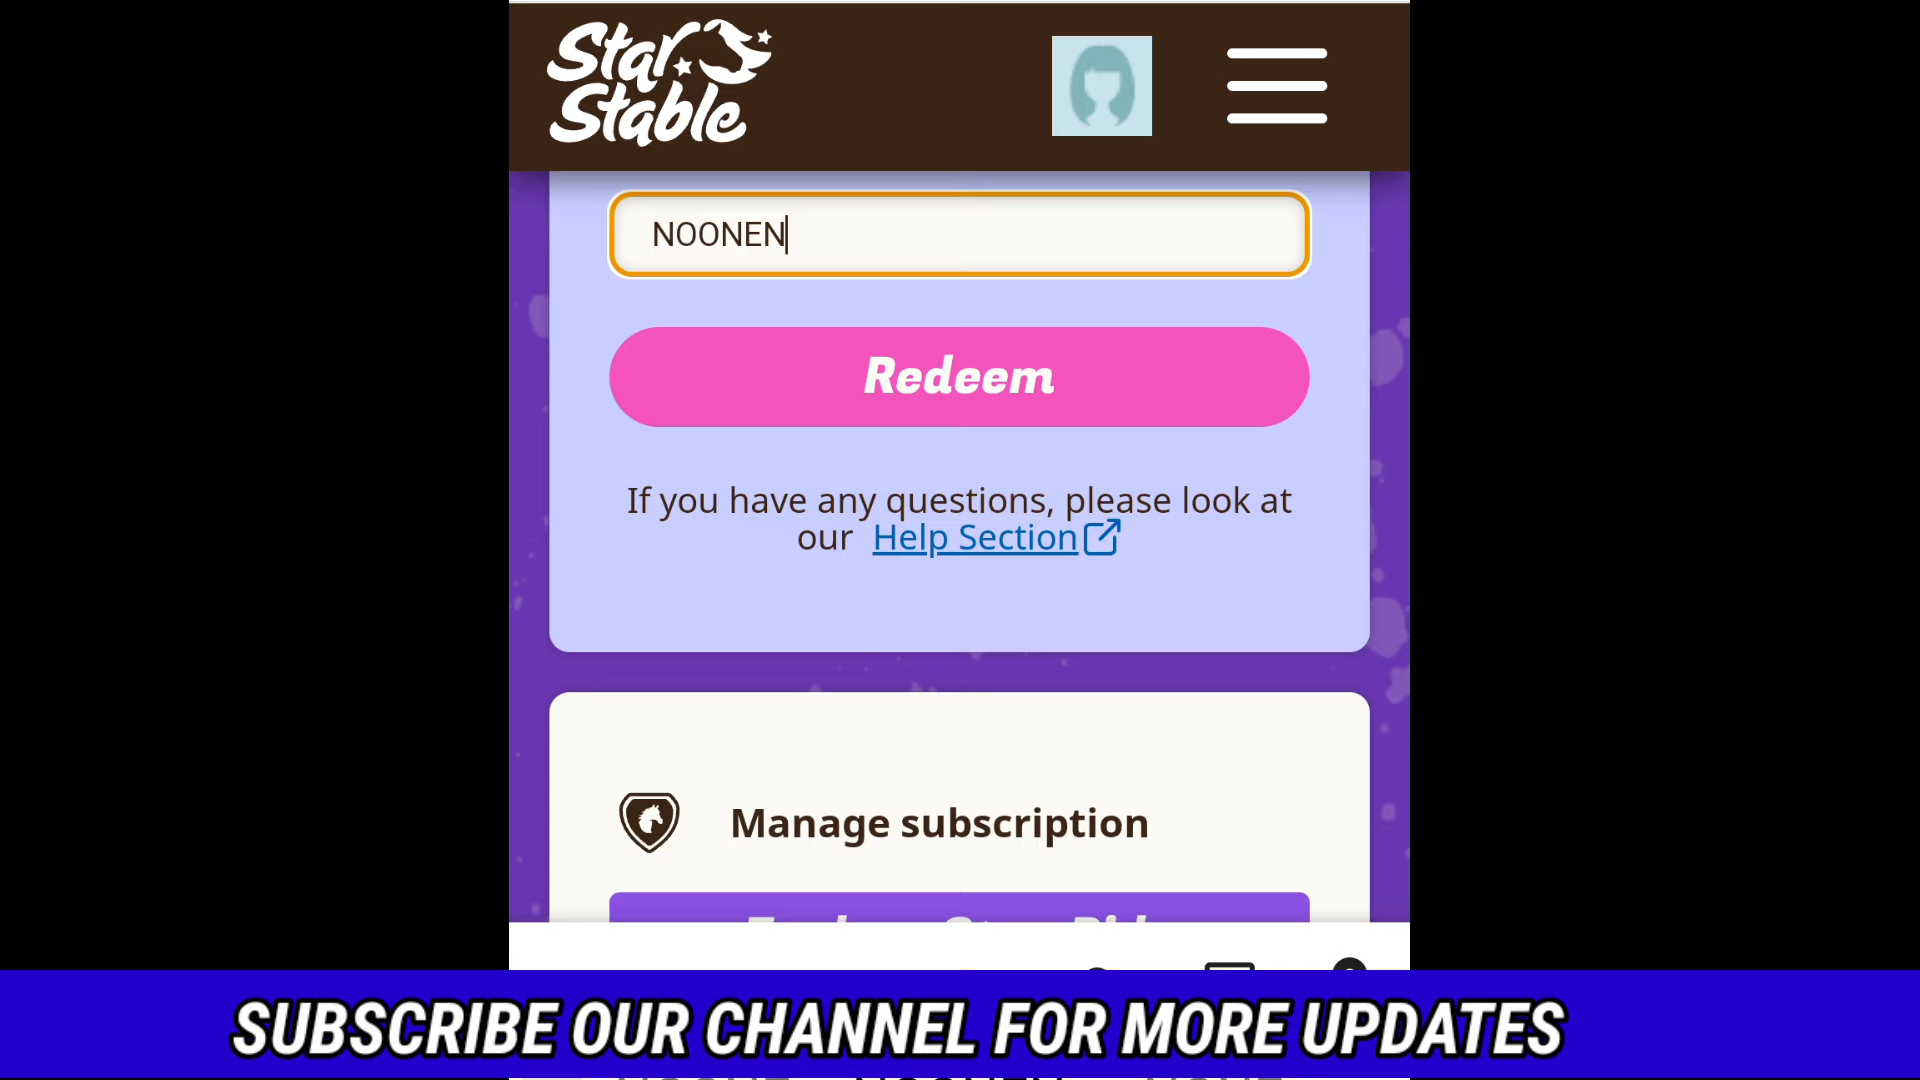 Star
Stable
NOONEN
Redeem
If you have any questions, please look at
our Help Section
Manage subscription
SUBSCRIBE OUR CHANNEL FOR MORE UPDATES